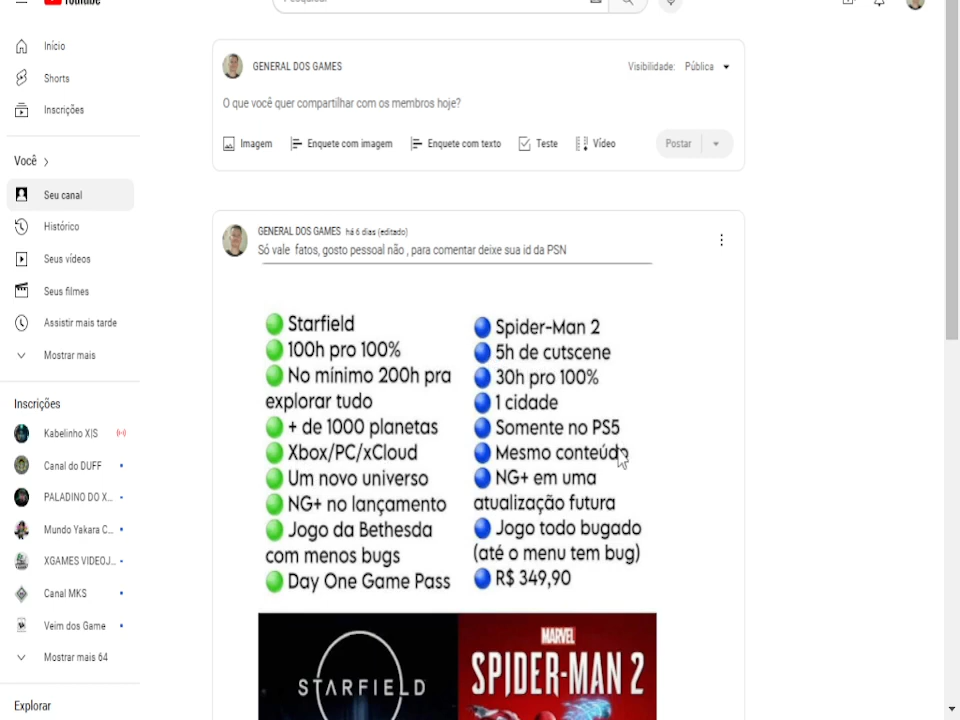 YouTube
Início
Shorts
Inscrições
Você
Seu canal
Histórico
Seus vídeos
Seus filmes
Assistir mais tarde
Mostrar mais
Inscrições
Kabelinho X|S
Canal do DUFF
PALADINO DO X...
Mundo Yakara C...
XGAMES VIDEOJ...
Canal MKS
Veim dos Game
Mostrar mais 64
Explorar
GENERAL DOS GAMES
Visibilidade: Pública
O que você quer compartilhar com os membros hoje?
Imagem
Enquete com imagem
Enquete com texto
Teste
Vídeo
Postar
GENERAL DOS GAMES há 6 dias (editado)
Só vale fatos, gosto pessoal não , para comentar deixe sua id da PSN
Starfield
100h pro 100%
No mínimo 200h pra
explorar tudo
+ de 1000 planetas
Xbox/PC/xCloud
Um novo universo
NG+ no lançamento
Jogo da Bethesda
com menos bugs
Day One Game Pass
Spider-Man 2
5h de cutscene
30h pro 100%
1 cidade
Somente no PS5
Mesmo conteúdo
NG+ em uma
atualização futura
Jogo todo bugado
(até o menu tem bug)
R$ 349,90
STARFIELD
MARVEL
SPIDER-MAN 2